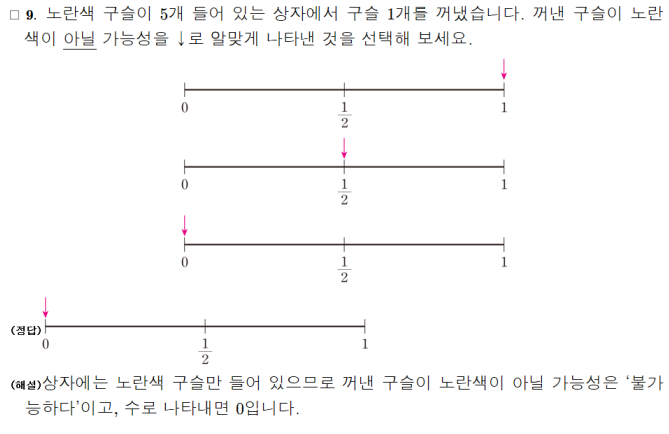 □ 9. 노란색 구슬이 5개 들어 있는 상자에서 구슬 1개를 꺼냈습니다. 꺼낸 구슬이 노란
색이 아닐 가능성을 ↓로 알맞게 나타낸 것을 선택해 보세요.
0 1/2 1
0 1/2 1
0 1/2 1
(정답)
0 1/2 1
(해설)상자에는 노란색 구슬만 들어 있으므로 꺼낸 구슬이 노란색이 아닐 가능성은 ‘불가
능하다’이고, 수로 나타내면 0입니다.